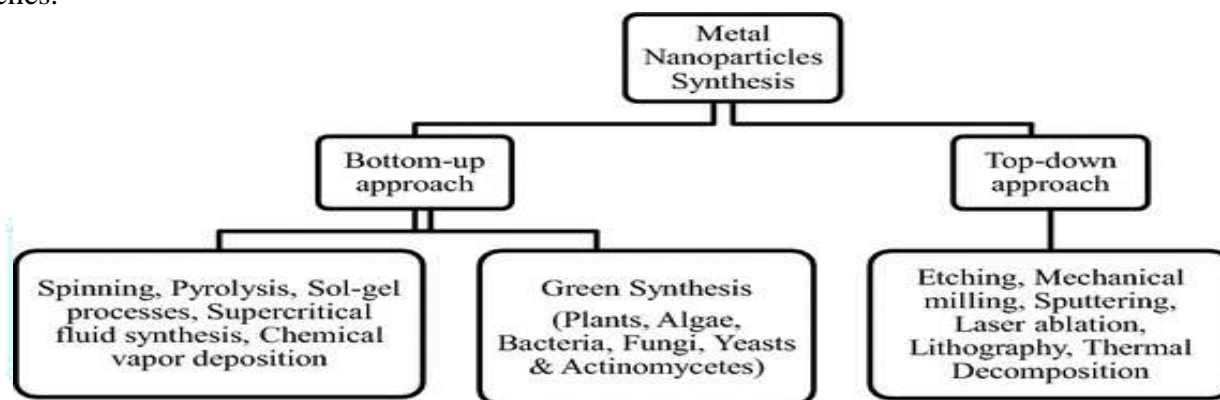 Metal
Nanoparticles
Synthesis
Bottom-up
approach
Top-down
approach
Spinning, Pyrolysis, Sol-gel
processes, Supercritical
fluid synthesis, Chemical
vapor deposition
Green Synthesis
(Plants, Algae,
Bacteria, Fungi, Yeasts
& Actinomycetes)
Etching, Mechanical
milling, Sputtering,
Laser ablation,
Lithography, Thermal
Decomposition